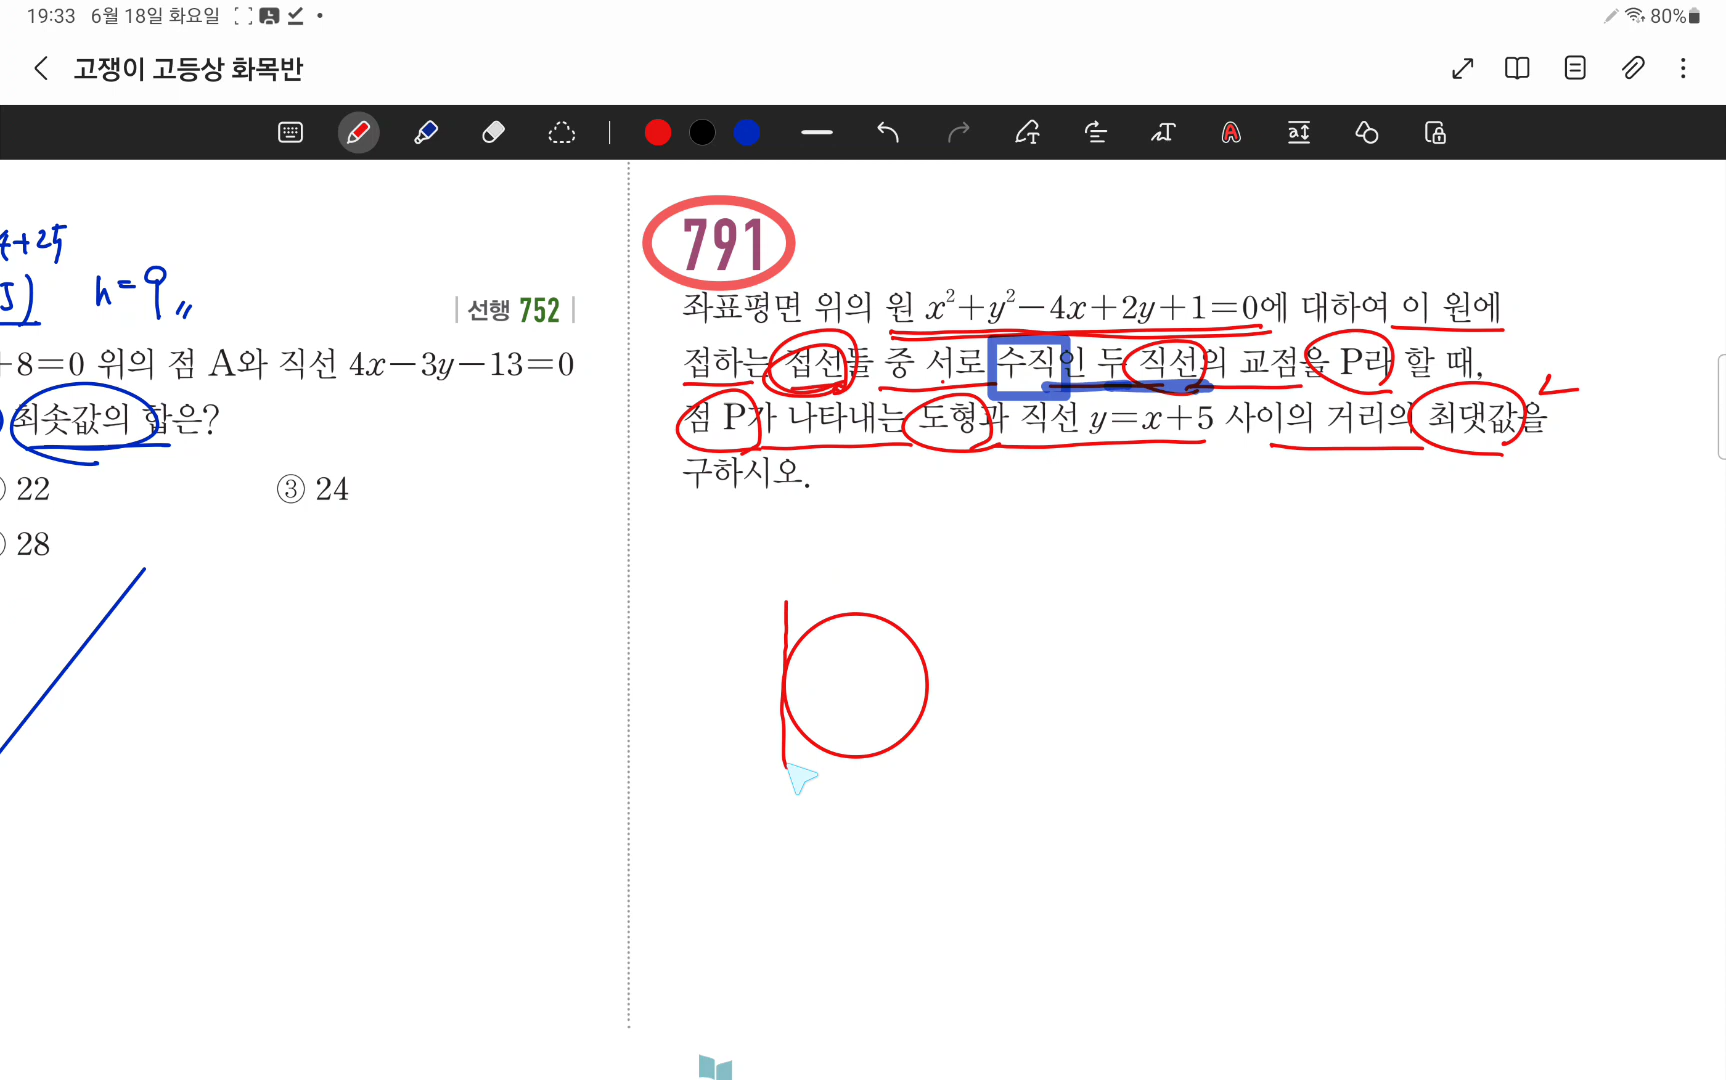 19:33 6월 18일 화요일
80%
고쟁이 고등상 화목반
+25
h=9
선행 752
+8=0 위의 점 A와 직선 4x-3y-13=0
최솟값의 합은?
22
③ 24
28
791
좌표평면 위의 원 x²+y²-4x+2y+1=0에 대하여 이 원에
접하는 접선들 중 서로 수직인 두 직선의 교점을 P라 할 때,
점 P가 나타내는 도형과 직선 y=x+5 사이의 거리의 최댓값을
구하시오.